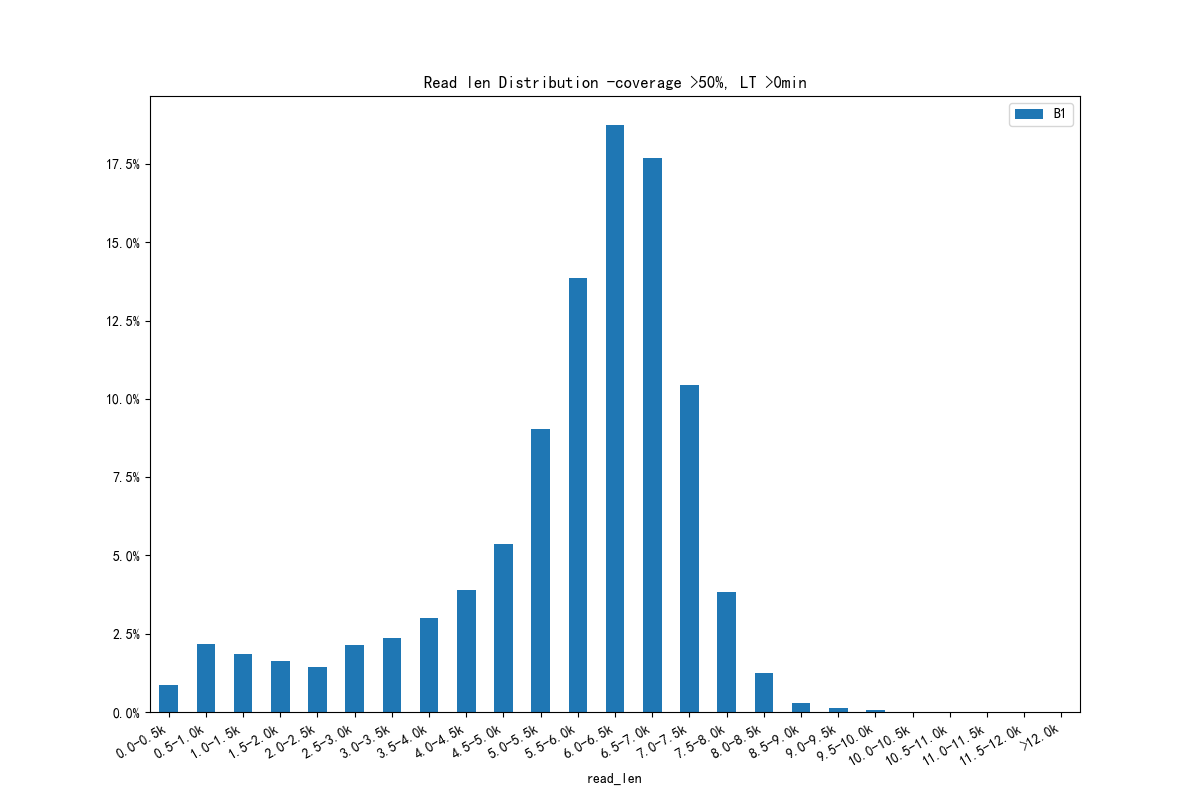 Read len Distribution -coverage >50%, LT >0min
B1
17.5%
15.0%
12.5%
10.0%
7.5%
5.0%
2.5%
0.0%
0.0-0.5k
0.5-1.0k
1.0-1.5k
1.5-2.0k
2.0-2.5k
2.5-3.0k
3.0-3.5k
3.5-4.0k
4.0-4.5k
4.5-5.0k
5.0-5.5k
5.5-6.0k
6.0-6.5k
6.5-7.0k
7.0-7.5k
7.5-8.0k
8.0-8.5k
8.5-9.0k
9.0-9.5k
9.5-10.0k
10.0-10.5k
10.5-11.0k
11.0-11.5k
11.5-12.0k
>12.0k
read_len